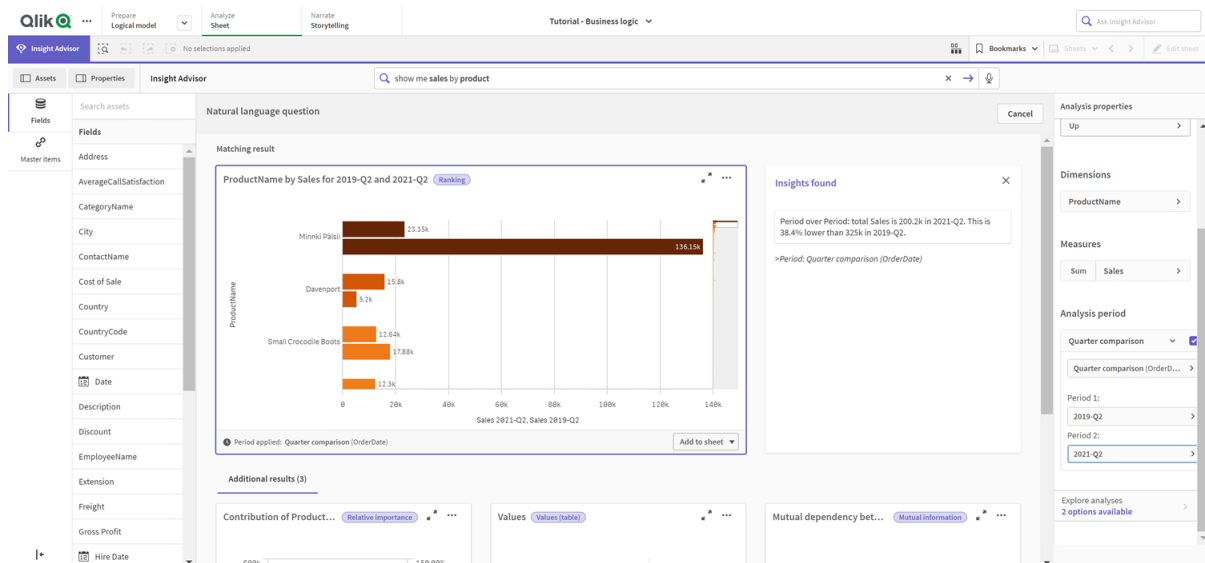 Qlik
Prepare
Logical model
Analyze
Sheet
Narrate
Storytelling
Tutorial - Business logic
Ask Insight Advisor
Insight Advisor
No selections applied
Bookmarks
Sheets
Edit sheet
Assets
Properties
Insight Advisor
show me sales by product
Fields
Master items
Search assets
Fields
Address
AverageCallSatisfaction
CategoryName
City
ContactName
Cost of Sale
Country
CountryCode
Customer
Date
Description
Discount
EmployeeName
Extension
Freight
Gross Profit
Hire Date
Natural language question
Cancel
Matching result
ProductName by Sales for 2019-Q2 and 2021-Q2 Ranking
ProductName
Minnki Pälsii
23.35k
136.15k
Davenport
15.8k
5.2k
Small Crocodile Boots
12.64k
17.88k
12.3k
0 20k 40k 60k 80k 100k 120k 140k
Sales 2021-Q2, Sales 2019-Q2
Period applied: Quarter comparison (OrderDate)
Add to sheet
Insights found
Period over Period: total Sales is 200.2k in 2021-Q2. This is
38.4% lower than 325k in 2019-Q2.
>Period: Quarter comparison (OrderDate)
Additional results (3)
Contribution of Product... Relative importance
600k 150.00%
Values Values (table)
Mutual dependency bet... Mutual information
Analysis properties
Up
Dimensions
ProductName
Measures
Sum Sales
Analysis period
Quarter comparison
Quarter comparison (OrderD...
Period 1:
2019-Q2
Period 2:
2021-Q2
Explore analyses
2 options available